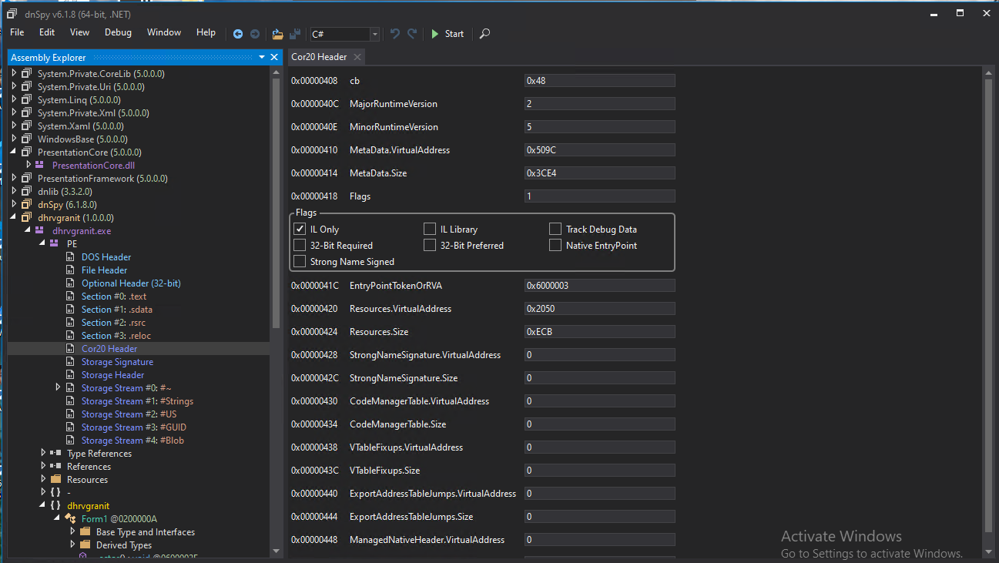 dnSpy v6.1.8 (64-bit, .NET)
File Edit View Debug Window Help C# Start
Assembly Explorer
System.Private.CoreLib (5.0.0.0)
System.Private.Uri (5.0.0.0)
System.Linq (5.0.0.0)
System.Private.Xml (5.0.0.0)
System.Xaml (5.0.0.0)
WindowsBase (5.0.0.0)
PresentationCore (5.0.0.0)
PresentationCore.dll
PresentationFramework (5.0.0.0)
dnlib (3.3.2.0)
dnSpy (6.1.8.0)
dhrvgranit (1.0.0.0)
dhrvgranit.exe
PE
DOS Header
File Header
Optional Header (32-bit)
Section #0: .text
Section #1: .sdata
Section #2: .rsrc
Section #3: .reloc
Cor20 Header
Storage Signature
Storage Header
Storage Stream #0: #~
Storage Stream #1: #Strings
Storage Stream #2: #US
Storage Stream #3: #GUID
Storage Stream #4: #Blob
Type References
References
Resources
{ } -
{ } dhrvgranit
Form1 @0200000A
Base Type and Interfaces
Derived Types
Cor20 Header
0x00000408 cb 0x48
0x0000040C MajorRuntimeVersion 2
0x0000040E MinorRuntimeVersion 5
0x00000410 MetaData.VirtualAddress 0x509C
0x00000414 MetaData.Size 0x3CE4
0x00000418 Flags 1
Flags
IL Only IL Library Track Debug Data
32-Bit Required 32-Bit Preferred Native EntryPoint
Strong Name Signed
0x0000041C EntryPointTokenOrRVA 0x6000003
0x00000420 Resources.VirtualAddress 0x2050
0x00000424 Resources.Size 0xECB
0x00000428 StrongNameSignature.VirtualAddress 0
0x0000042C StrongNameSignature.Size 0
0x00000430 CodeManagerTable.VirtualAddress 0
0x00000434 CodeManagerTable.Size 0
0x00000438 VTableFixups.VirtualAddress 0
0x0000043C VTableFixups.Size 0
0x00000440 ExportAddressTableJumps.VirtualAddress 0
0x00000444 ExportAddressTableJumps.Size 0
0x00000448 ManagedNativeHeader.VirtualAddress 0
Activate Windows
Go to Settings to activate Windows.